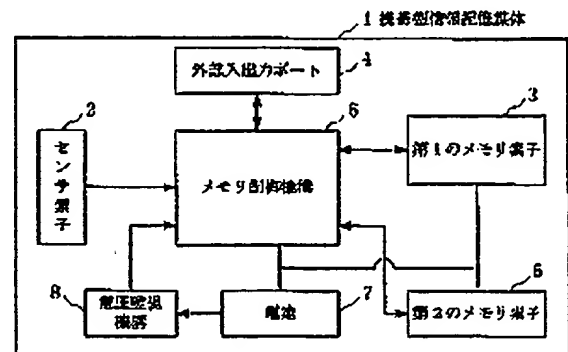 1 携帯型情報記憶媒体
外部入出力ポート
4
2
センサ素子
6
メモリ制御機構
3
第1のメモリ素子
8
電圧監視機構
電池
7
5
第2のメモリ素子